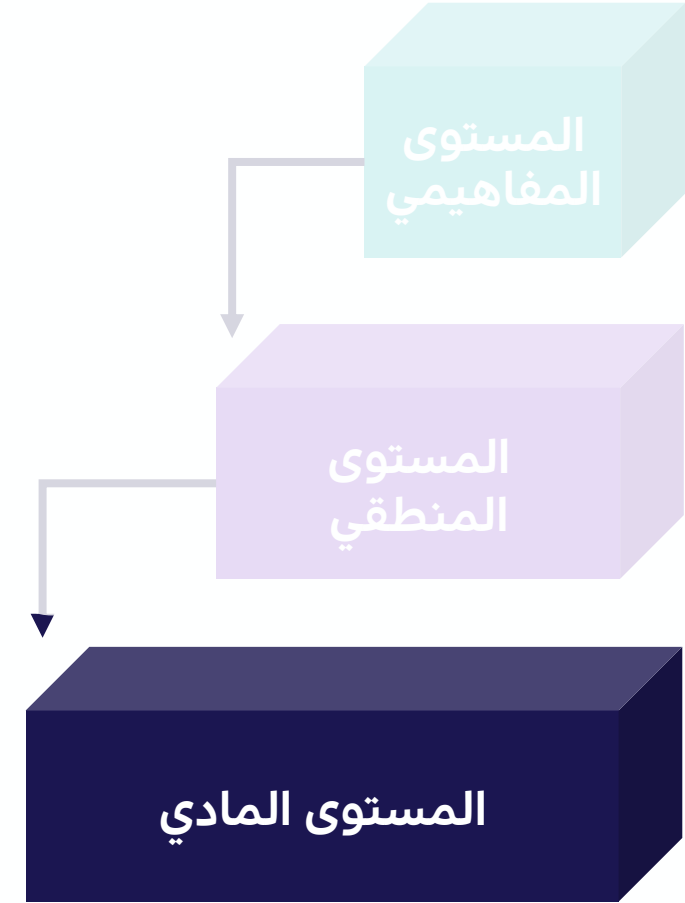 المستوى
المفاهيمي
المستوى
المنطقي
المستوى المادي